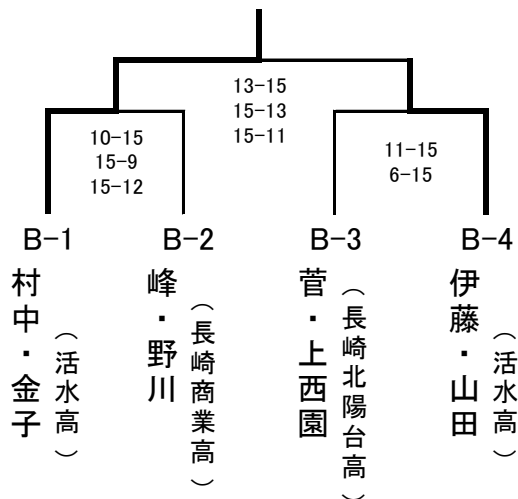 13-15
15-13
15-11
10-15
15-9
15-12
11-15
6-15
B-1
B-2
B-3
B-4
村中・金子
（活水高）
峰・野川
（長崎商業高）
菅・上西園
（長崎北陽台高）
伊藤・山田
（活水高）